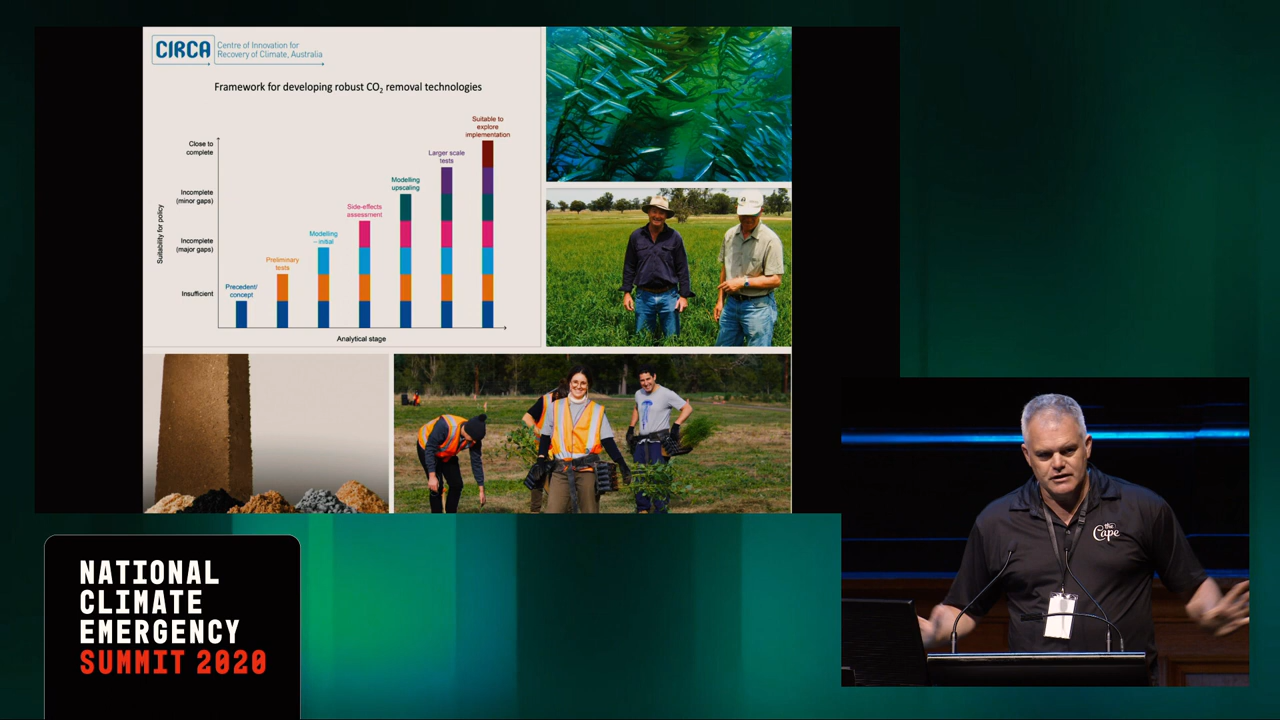 CIRCA
Centre of Innovation for
Recovery of Climate, Australia
Framework for developing robust CO₂ removal technologies
Suitable to
explore
implementation
Close to
complete
Larger scale
tests
Modelling
upscaling
Incomplete
(minor gaps)
Side-effects
assessment
Suitability for policy
Modelling
– initial
Incomplete
(major gaps)
Preliminary
tests
Precedent/
concept
Insufficient
Analytical stage
the
Cape
NATIONAL
CLIMATE
EMERGENCY
SUMMIT 2020